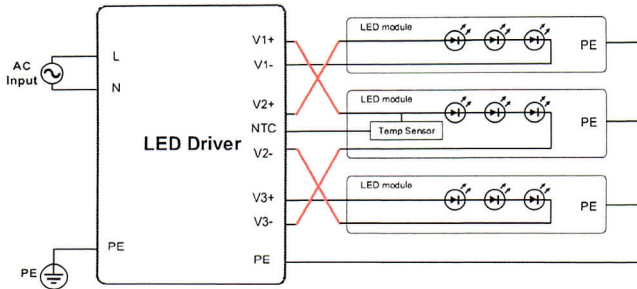 AC
Input
L
N
PE
PE
LED Driver
V1+
V1-
V2+
NTC
V2-
V3+
V3-
PE
LED module
PE
LED module
Temp Sensor
PE
LED module
PE